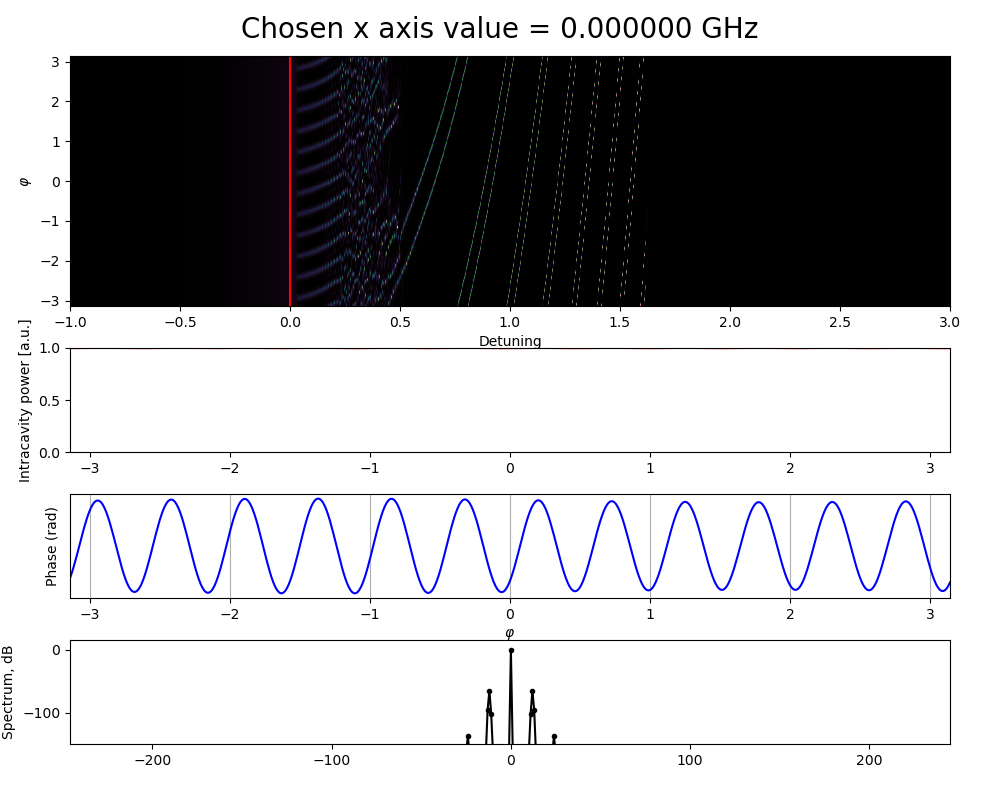 Chosen x axis value = 0.000000 GHz
3
2
1
0
−1
−2
−3
φ
−1.0 −0.5 0.0 0.5 1.0 1.5 2.0 2.5 3.0
Detuning
Intracavity power [a.u.]
1.0
0.5
0.0
−3 −2 −1 0 1 2 3
Phase (rad)
−3 −2 −1 0 1 2 3
φ
Spectrum, dB
0
−100
−200 −100 0 100 200